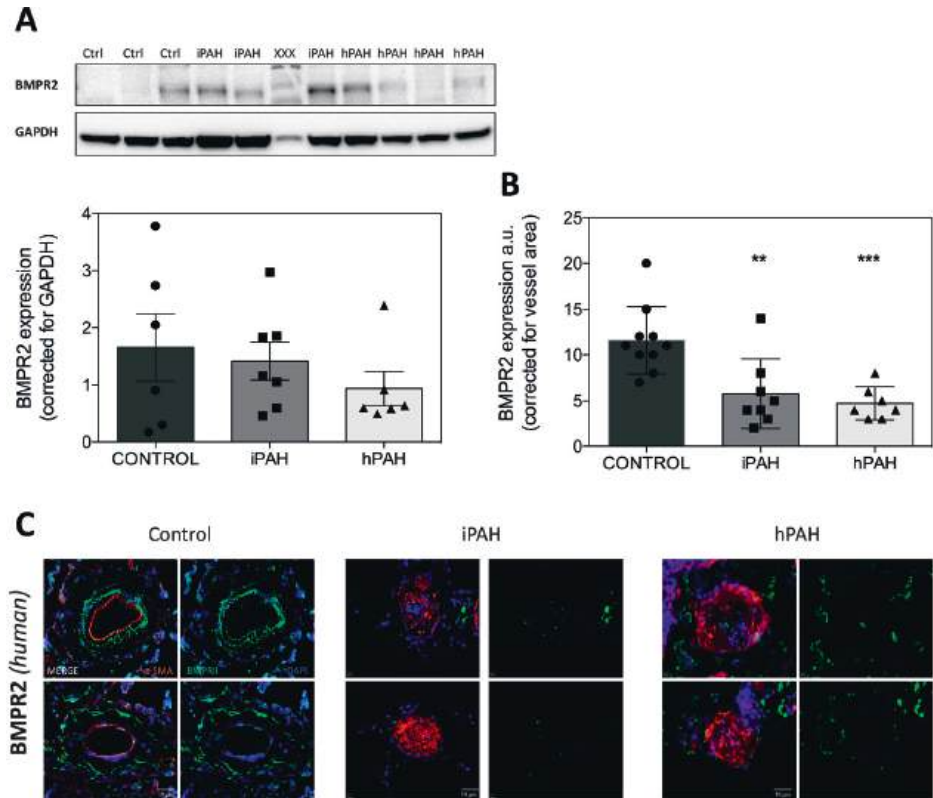 A
Ctrl Ctrl Ctrl iPAH iPAH XXX iPAH hPAH hPAH hPAH hPAH
BMPR2
GAPDH
BMPR2 expression
(corrected for GAPDH)
4
3
2
1
0
CONTROL iPAH hPAH
B
BMPR2 expression a.u.
(corrected for vessel area)
25
20
15
10
5
0
** ***
CONTROL iPAH hPAH
C
Control iPAH hPAH
BMPR2 (human)
MERGE α-SMA BMPRII DAPI